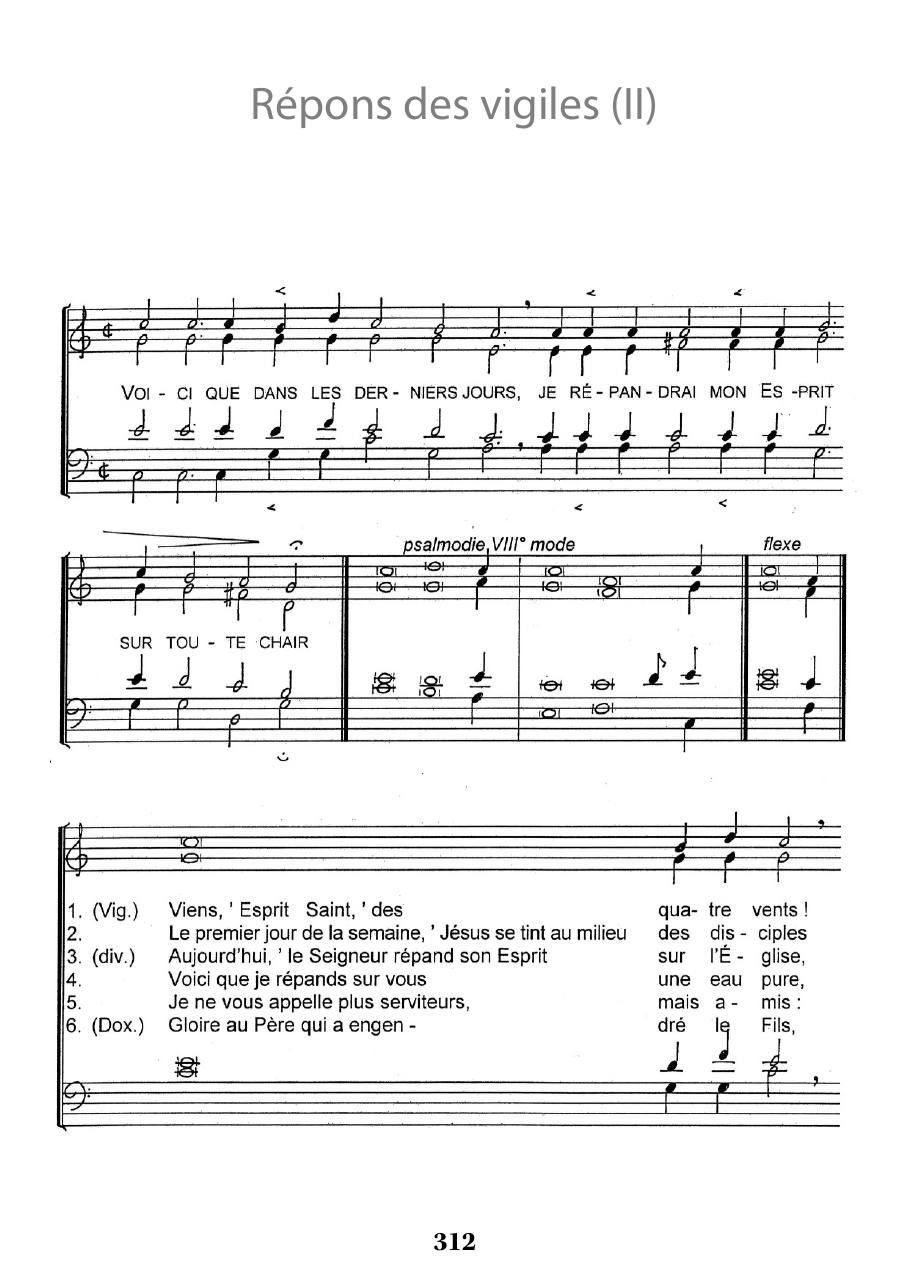 Répons des vigiles (II)
VOI - CI QUE DANS LES DER - NIERS JOURS, JE RÉ - PAN - DRAI MON ES - PRIT
psalmodie VIII° mode flexe
SUR TOU - TE CHAIR
1. (Vig.) Viens, ' Esprit Saint, ' des qua- tre vents !
2. Le premier jour de la semaine, ' Jésus se tint au milieu des dis - ciples
3. (div.) Aujourd'hui, ' le Seigneur répand son Esprit sur l'É - glise,
4. Voici que je répands sur vous une eau pure,
5. Je ne vous appelle plus serviteurs, mais a - mis :
6. (Dox.) Gloire au Père qui a engen - dré le Fils,
312